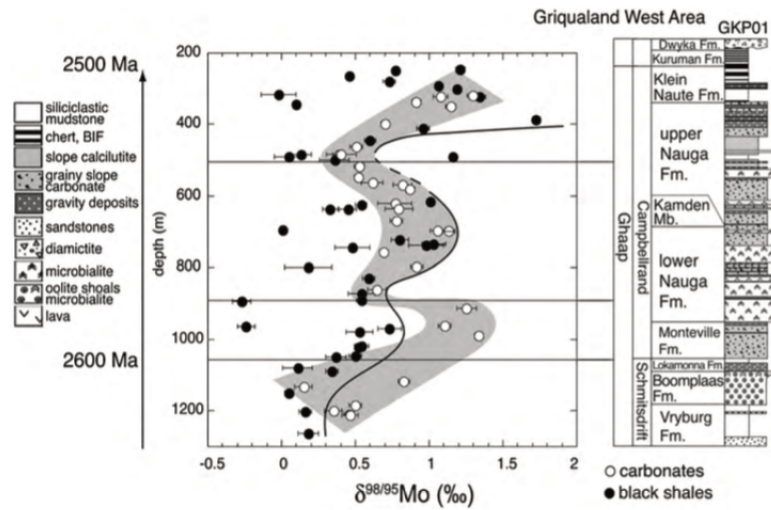 Griqualand West Area
GKP01
2500 Ma
2600 Ma
siliciclastic
mudstone
chert, BIF
slope calcilutite
grainy slope
carbonate
gravity deposits
sandstones
diamictite
microbialite
oolite shoals
microbialite
lava
depth (m)
200
400
600
800
1000
1200
-0.5
0
0.5
1
1.5
2
δ98/95Mo (‰)
Ghaap
Campbellrand
Schmitsdrift
Dwyka Fm.
Kuruman Fm.
Klein
Naute Fm.
upper
Nauga
Fm.
Kamden
Mb.
lower
Nauga
Fm.
Monteville
Fm.
Lokamonna Fm.
Boomplaas
Fm.
Vryburg
Fm.
carbonates
black shales